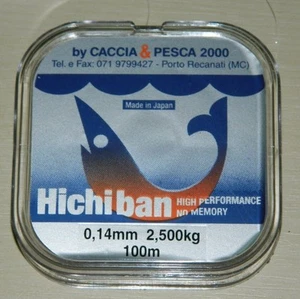 by CACCIA & PESCA 2000
Tel. e Fax: 071 9799427 - Porto Recanati (MC)
Made in Japan
Hichiban
HIGH PERFORMANCE
NO MEMORY
0,14mm 2,500kg
100m